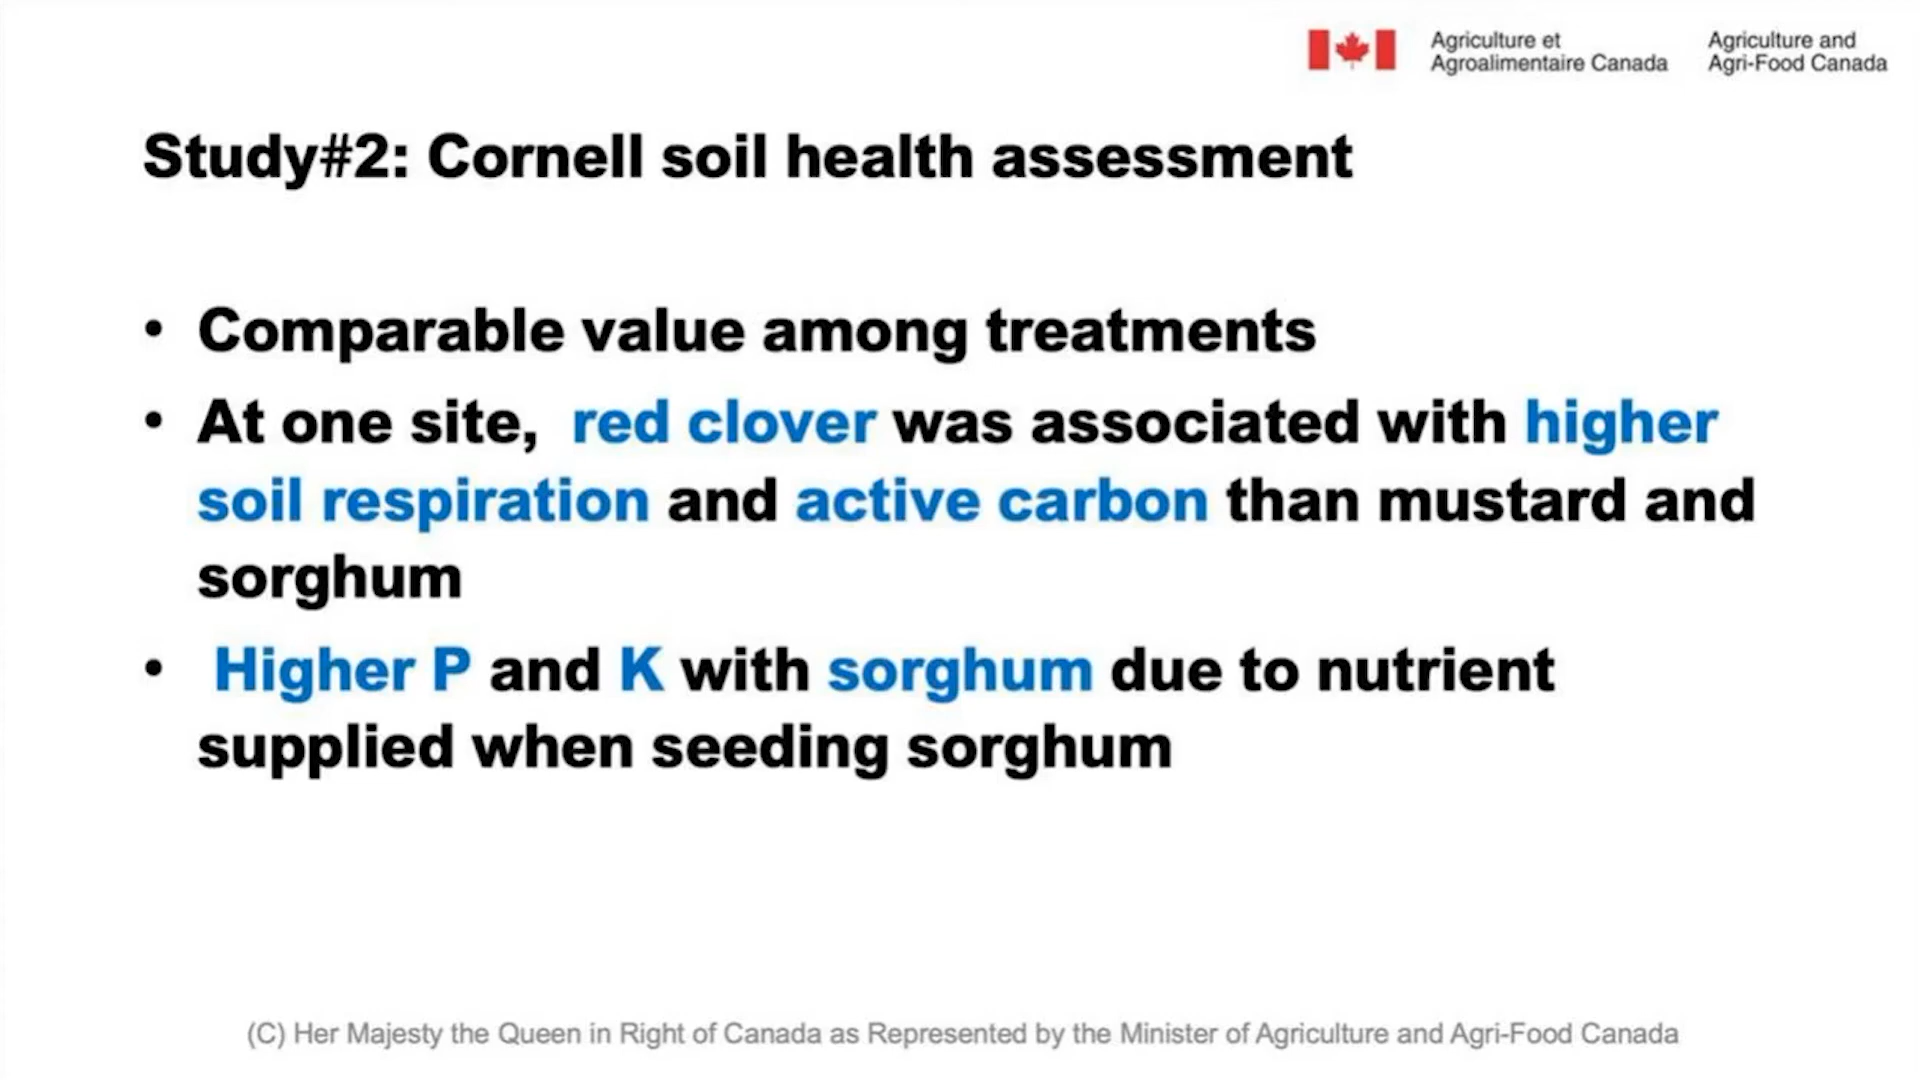 Agriculture et
Agroalimentaire Canada
Agriculture and
Agri-Food Canada
Study#2: Cornell soil health assessment
• Comparable value among treatments
• At one site, red clover was associated with higher
soil respiration and active carbon than mustard and
sorghum
• Higher P and K with sorghum due to nutrient
supplied when seeding sorghum
(C) Her Majesty the Queen in Right of Canada as Represented by the Minister of Agriculture and Agri-Food Canada